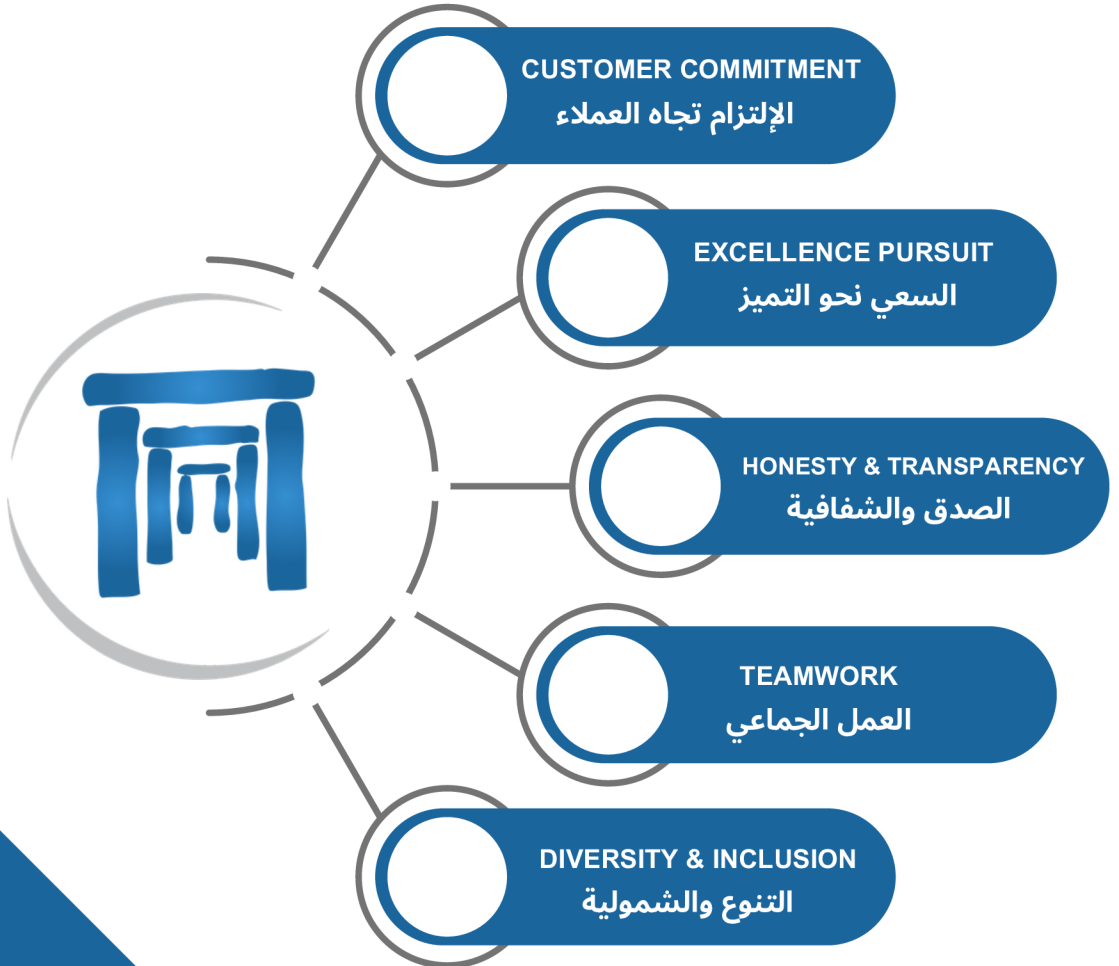 CUSTOMER COMMITMENT
الإلتزام تجاه العملاء
EXCELLENCE PURSUIT
السعي نحو التميز
HONESTY & TRANSPARENCY
الصدق والشفافية
TEAMWORK
العمل الجماعي
DIVERSITY & INCLUSION
التنوع والشمولية